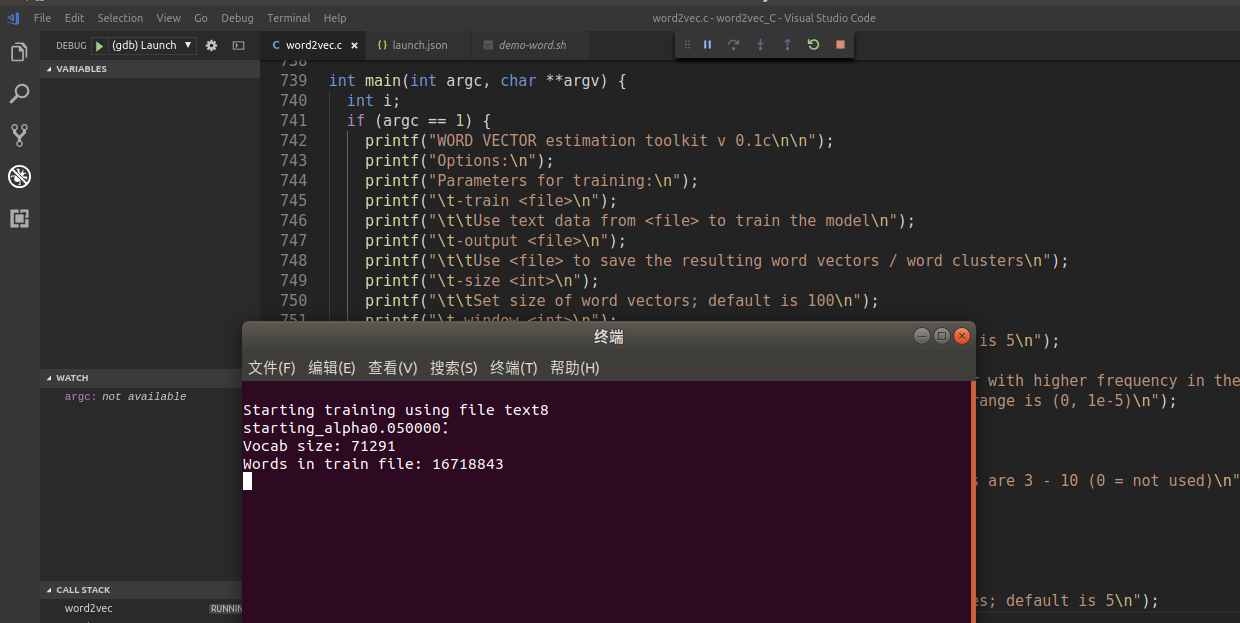 File Edit Selection View Go Debug Terminal Help word2vec.c - word2vec_C - Visual Studio Code
DEBUG (gdb) Launch
C word2vec.c × {} launch.json demo-word.sh
VARIABLES
738
739 int main(int argc, char **argv) {
740 int i;
741 if (argc == 1) {
742 printf("WORD VECTOR estimation toolkit v 0.1c\n\n");
743 printf("Options:\n");
744 printf("Parameters for training:\n");
745 printf("\t-train <file>\n");
746 printf("\t\tUse text data from <file> to train the model\n");
747 printf("\t-output <file>\n");
748 printf("\t\tUse <file> to save the resulting word vectors / word clusters\n");
749 printf("\t-size <int>\n");
750 printf("\t\tSet size of word vectors; default is 100\n");
751 printf("\t-window <int>\n");
is 5\n");
with higher frequency in the
range is (0, 1e-5)\n");
s are 3 - 10 (0 = not used)\n"
es; default is 5\n");
WATCH
argc: not available
CALL STACK
word2vec RUNNIN
终端
文件(F) 编辑(E) 查看(V) 搜索(S) 终端(T) 帮助(H)
Starting training using file text8
starting_alpha0.050000:
Vocab size: 71291
Words in train file: 16718843